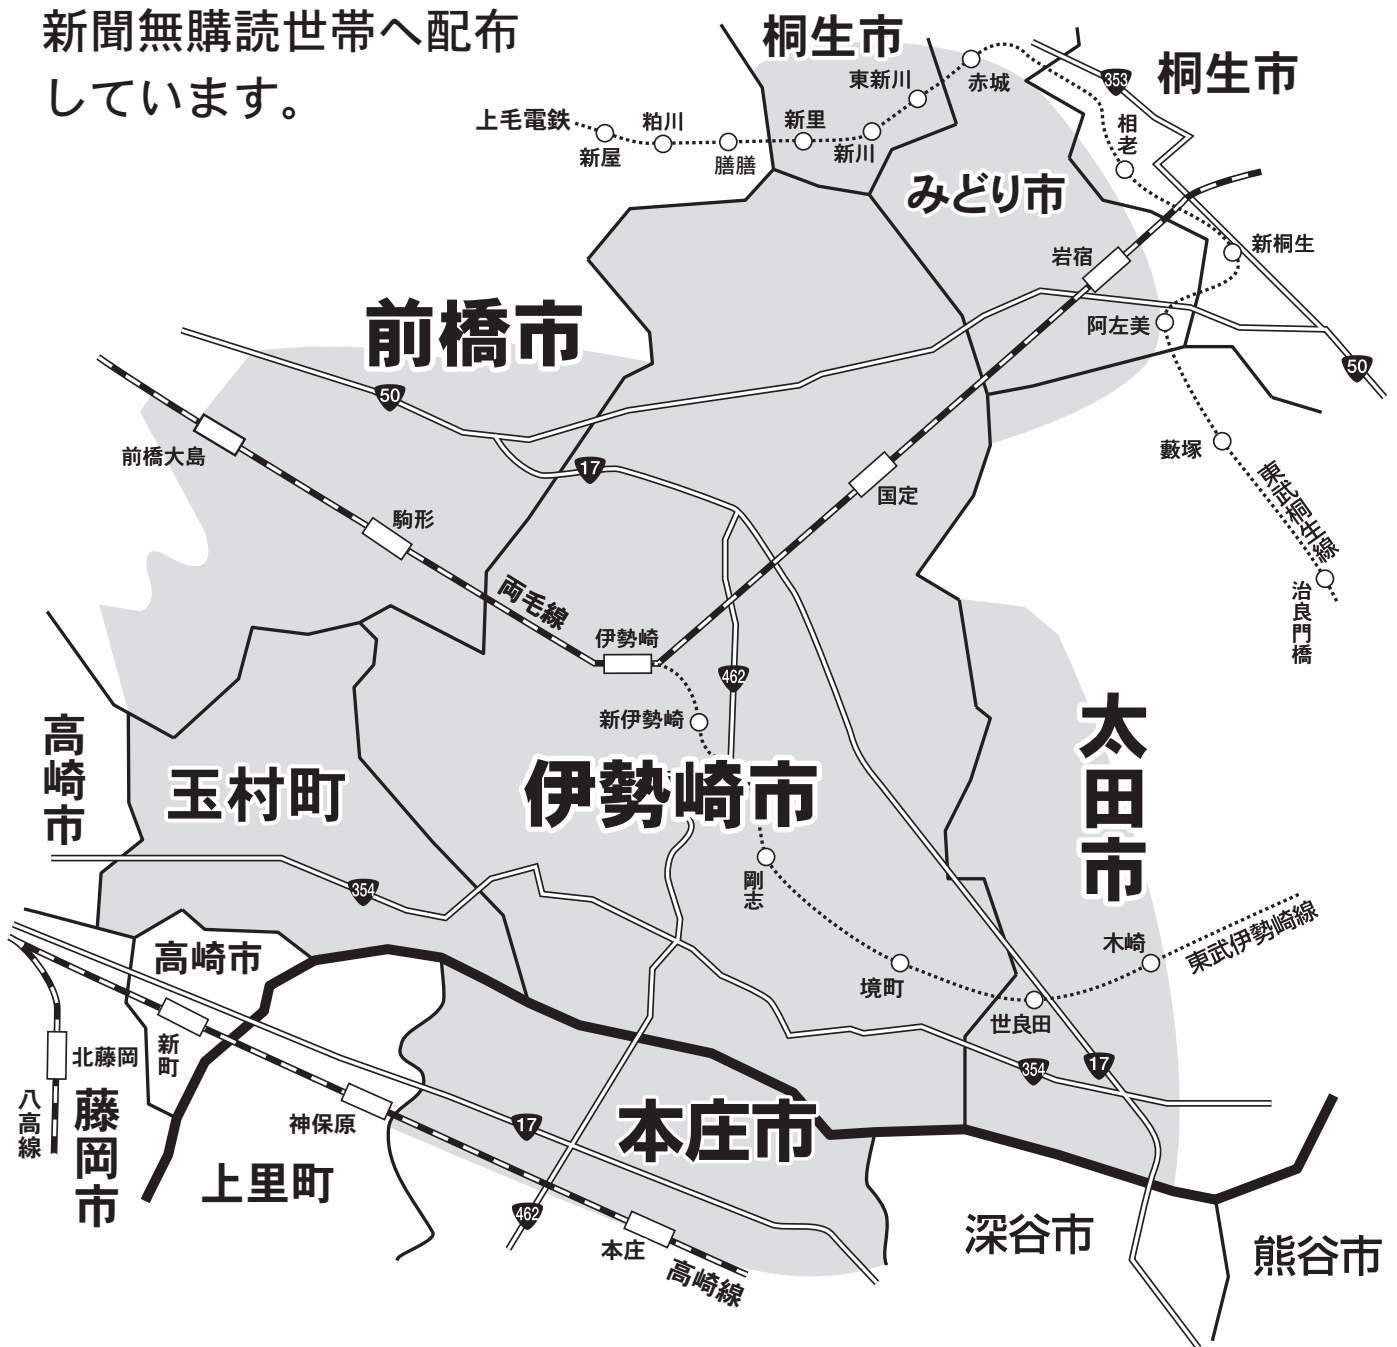 新聞無購読世帯へ配布
しています。
桐生市
桐生市
353
東新川
赤城
上毛電鉄
粕川
新里
相老
新屋
膳膳
新川
みどり市
岩宿
新桐生
前橋市
阿左美
50
50
前橋大島
17
藪塚
国定
東武桐生線
駒形
治良門橋
両毛線
伊勢崎
462
新伊勢崎
高崎市
玉村町
伊勢崎市
太田市
354
剛志
高崎市
境町
木崎
東武伊勢崎線
世良田
新町
北藤岡
八高線
藤岡市
神保原
354
17
17
本庄市
上里町
462
本庄
高崎線
深谷市
熊谷市